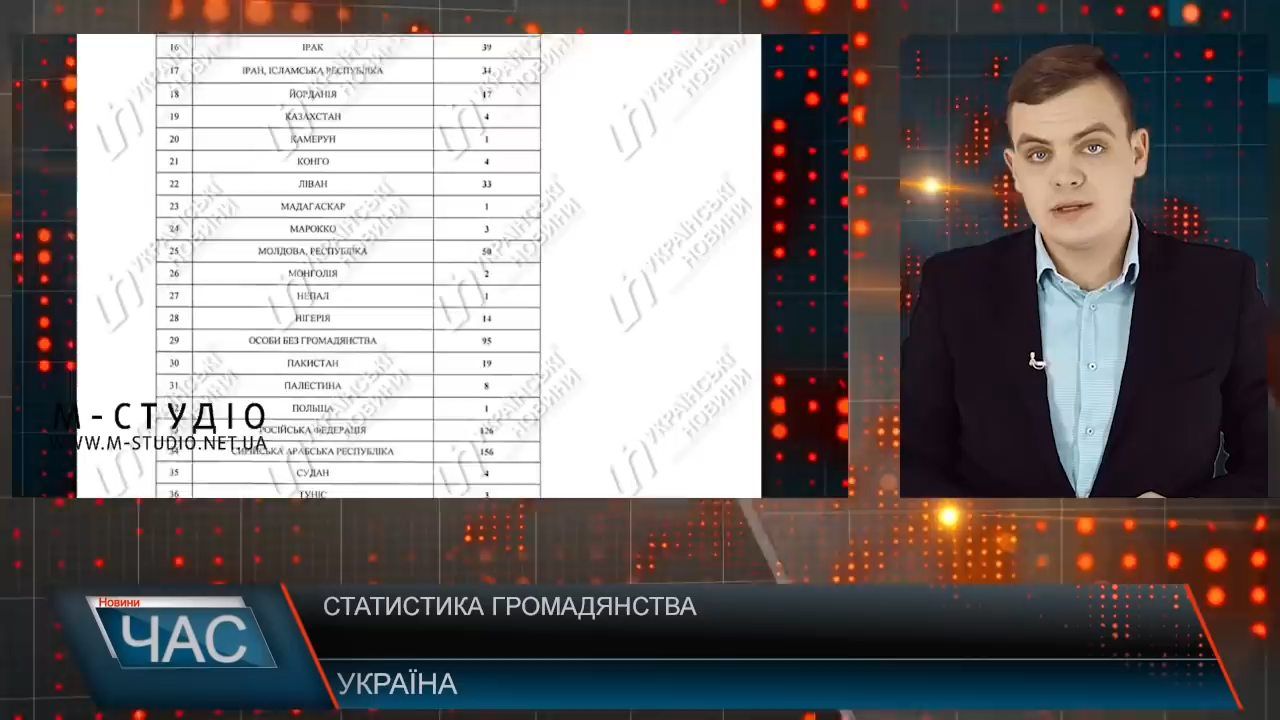 16 ІРАК 39
17 ІРАН, ІСЛАМСЬКА РЕСПУБЛІКА 34
18 ЙОРДАНІЯ 17
19 КАЗАХСТАН 4
20 КАМЕРУН 1
21 КОНГО 4
22 ЛІВАН 33
23 МАДАГАСКАР 1
24 МАРОККО 3
25 МОЛДОВА, РЕСПУБЛІКА 50
26 МОНГОЛІЯ 2
27 НЕПАЛ 1
28 НІГЕРІЯ 14
29 ОСОБИ БЕЗ ГРОМАДЯНСТВА 95
30 ПАКИСТАН 19
31 ПАЛЕСТИНА 8
ПОЛЬЩА 1
РОСІЙСЬКА ФЕДЕРАЦІЯ 126
34 СИРІЙСЬКА АРАБСЬКА РЕСПУБЛІКА 156
35 СУДАН 4
36 ТУНІС 3
УКРАЇНСЬКІ
НОВИНИ
М-СТУДІО
WWW.M-STUDIO.NET.UA
Новини
ЧАС
СТАТИСТИКА ГРОМАДЯНСТВА
УКРАЇНА